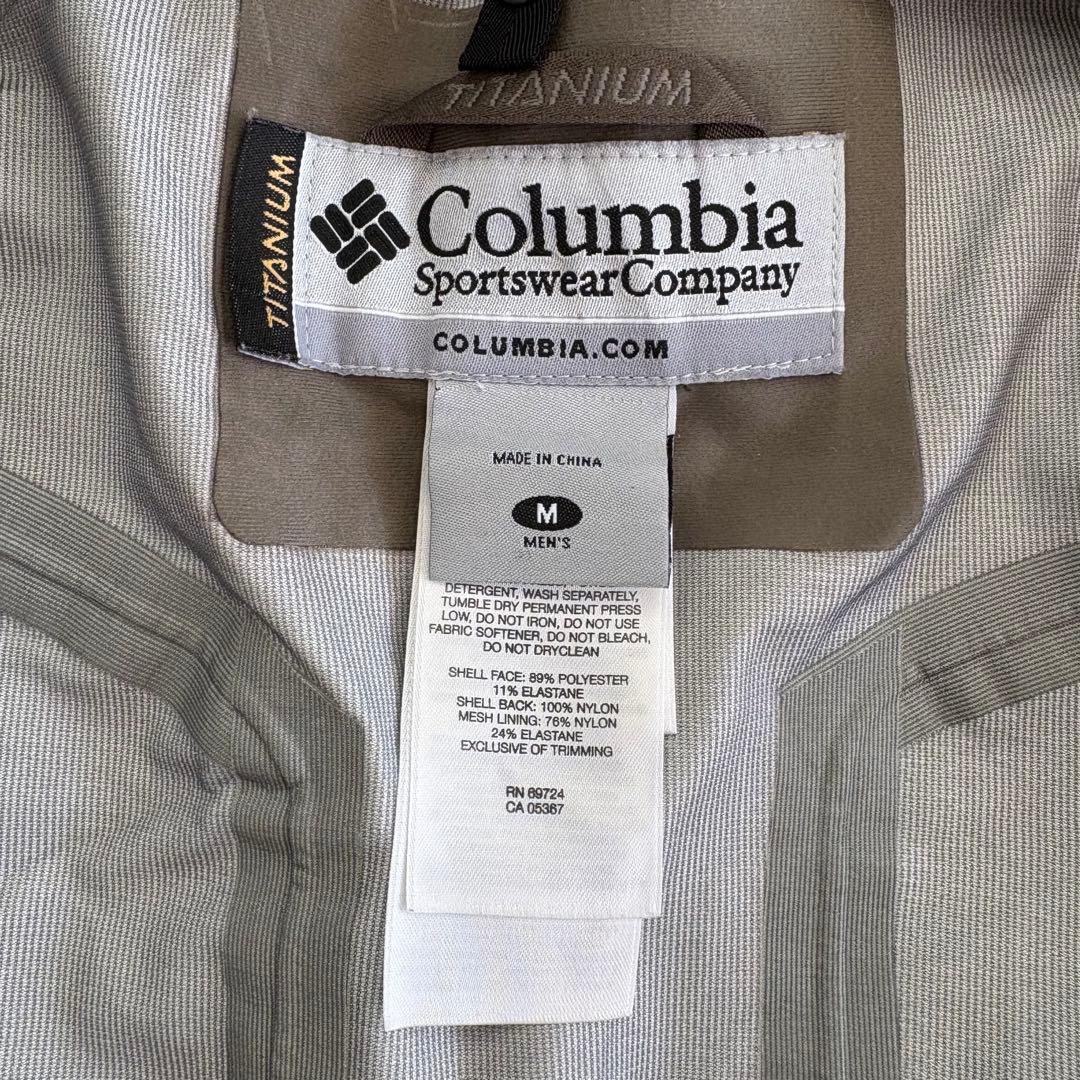 TITANIUM
TITANIUM
Columbia
Sportswear Company
COLUMBIA.COM
MADE IN CHINA
M
MEN'S
DETERGENT, WASH SEPARATELY,
TUMBLE DRY PERMANENT PRESS
LOW, DO NOT IRON, DO NOT USE
FABRIC SOFTENER, DO NOT BLEACH,
DO NOT DRYCLEAN
SHELL FACE: 89% POLYESTER
11% ELASTANE
SHELL BACK: 100% NYLON
MESH LINING: 76% NYLON
24% ELASTANE
EXCLUSIVE OF TRIMMING
RN 69724
CA 05367